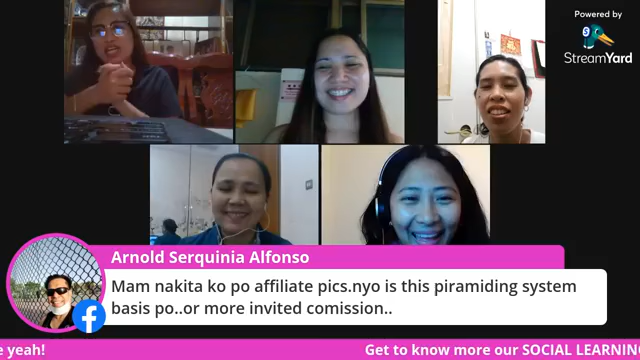 Powered by
StreamYard
Arnold Serquinia Alfonso
Mam nakita ko po affiliate pics.nyo is this piramiding system
basis po..or more invited comission..
e yeah!
Get to know more our SOCIAL LEARNING